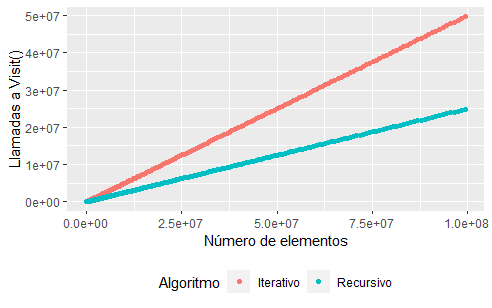 Llamadas a Visit()
5e+07
4e+07
3e+07
2e+07
1e+07
0e+00
0.0e+00 2.5e+07 5.0e+07 7.5e+07 1.0e+08
Número de elementos
Algoritmo Iterativo Recursivo